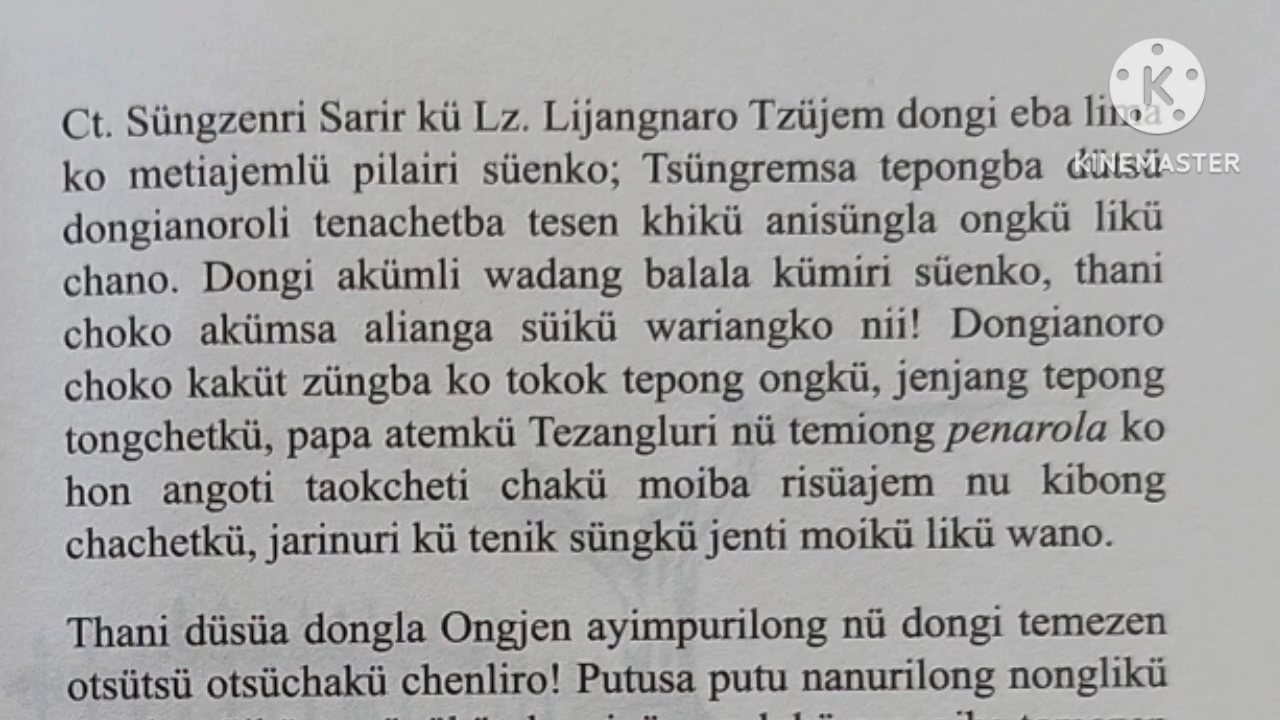 Ct. Süngzenri Sarir kü Lz. Lijangnaro Tzüjem dongi eba lima
ko metiajemlü pilairi süenko; Tsüngremsa tepongba düsü
dongianoroli tenachetba tesen khikü anisüngla ongkü likü
chano. Dongi akümli wadang balala kümiri süenko, thani
choko akümsa alianga süikü wariangko nii! Dongianoro
choko kaküt züngba ko tokok tepong ongkü, jenjang tepong
tongchetkü, papa atemkü Tezangluri nü temiong penarola ko
hon angoti taokcheti chakü moiba risüajem nu kibong
chachetkü, jarinuri kü tenik süngkü jenti moikü likü wano.
Thani düsüa dongla Ongjen ayimpurilong nü dongi temezen
otsütsü otsüchakü chenliro! Putusa putu nanurilong nonglikü
KINEMASTER